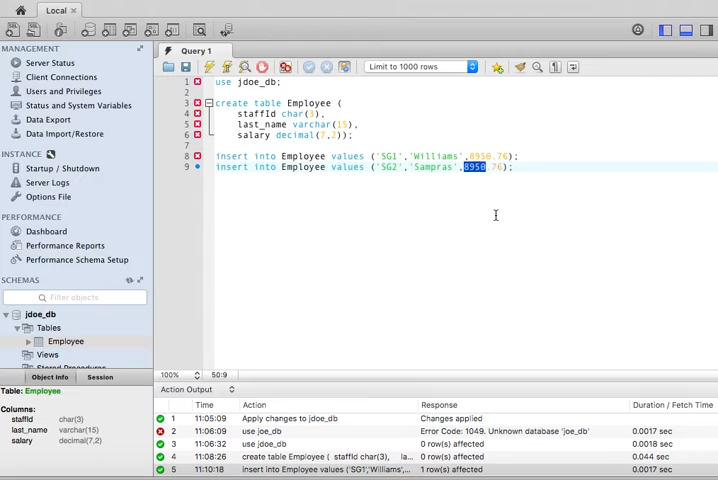 Local
Query 1
MANAGEMENT
Server Status
Client Connections
Users and Privileges
Status and System Variables
Data Export
Data Import/Restore
INSTANCE
Startup / Shutdown
Server Logs
Options File
PERFORMANCE
Dashboard
Performance Reports
Performance Schema Setup
SCHEMAS
Filter objects
jdoe_db
Tables
Employee
Views
Stored Procedures
Object Info Session
Table: Employee
Columns:
staffId char(3)
last_name varchar(15)
salary decimal(7,2)
Limit to 1000 rows
1 use jdoe_db;
2
3 create table Employee (
4 staffId char(3),
5 last_name varchar(15),
6 salary decimal(7,2));
7
8 insert into Employee values ('SG1','Williams',8950.76);
9 insert into Employee values ('SG2','Sampras',8950.76);
100% 50:9
Action Output
Time Action Response Duration / Fetch Time
1 11:05:09 Apply changes to jdoe_db Changes applied
2 11:06:09 use joe_db Error Code: 1049. Unknown database 'joe_db' 0.0017 sec
3 11:06:32 use jdoe_db 0 row(s) affected 0.0018 sec
4 11:08:26 create table Employee ( staffId char(3), la... 0 row(s) affected 0.044 sec
5 11:10:18 insert into Employee values ('SG1','Williams',... 1 row(s) affected 0.0017 sec